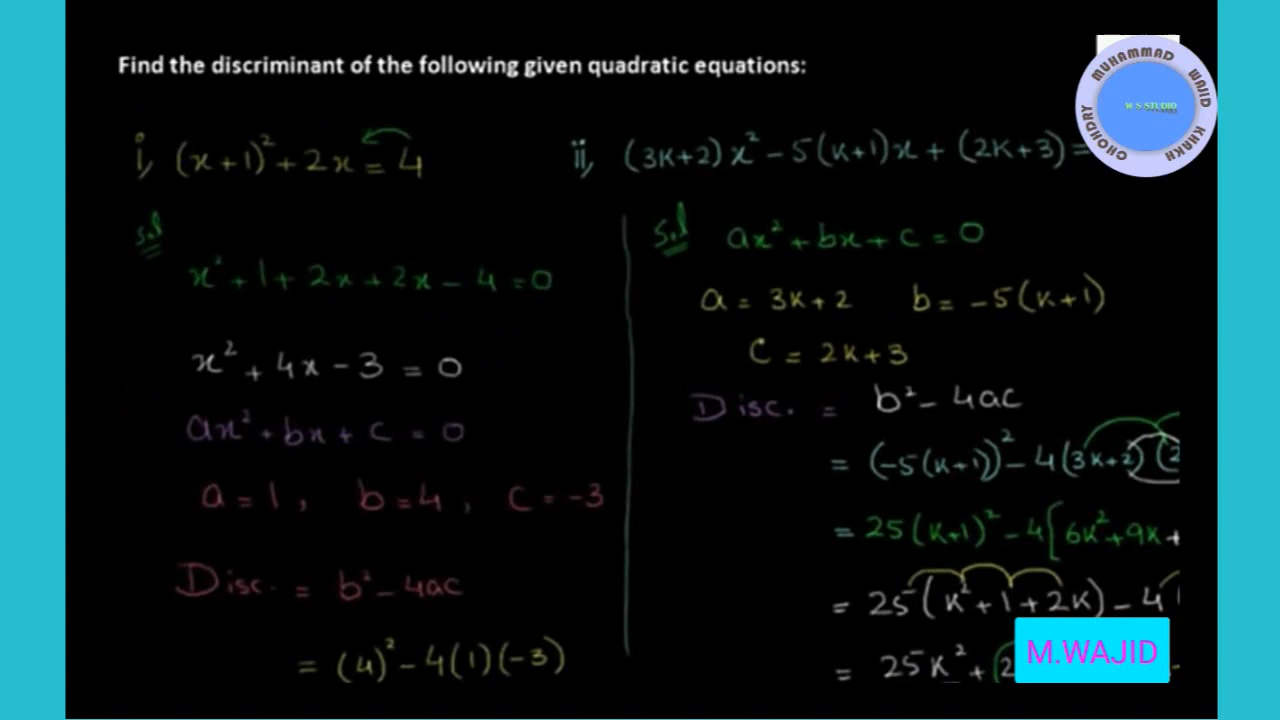 Find the discriminant of the following given quadratic equations:
i, (x+1)² + 2x = 4
sol
x² + 1 + 2x + 2x - 4 = 0
x² + 4x - 3 = 0
ax² + bx + c = 0
a = 1, b = 4, c = -3
Disc. = b² - 4ac
= (4)² - 4(1)(-3)
ii, (3K+2)x² - 5(K+1)x + (2K+3) =
sol ax² + bx + c = 0
a = 3K+2 b = -5(K+1)
c = 2K+3
Disc. = b² - 4ac
= (-5(K+1))² - 4(3K+2)(2
= 25(K+1)² - 4[6K²+9K+
= 25(K²+1+2K) - 4
= 25K² + 2
MUHAMMAD WAJID KHAKH
CHOHDRY
W S STUDIO
M.WAJID